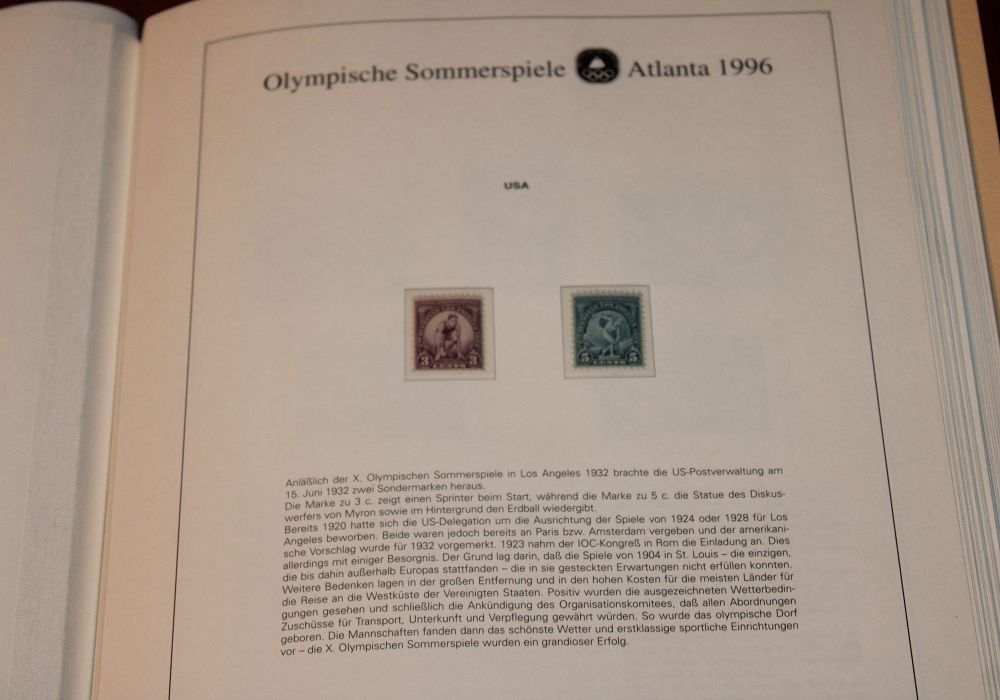 Olympische Sommerspiele Atlanta 1996
USA
3 3
CENTS
5 5
CENTS
Anläßlich der X. Olympischen Sommerspiele in Los Angeles 1932 brachte die US-Postverwaltung am
15. Juni 1932 zwei Sondermarken heraus.
Die Marke zu 3 c. zeigt einen Sprinter beim Start, während die Marke zu 5 c. die Statue des Diskus-
werfers von Myron sowie im Hintergrund den Erdball wiedergibt.
Bereits 1920 hatte sich die US-Delegation um die Ausrichtung der Spiele von 1924 oder 1928 für Los
Angeles beworben. Beide waren jedoch bereits an Paris bzw. Amsterdam vergeben und der amerikani-
sche Vorschlag wurde für 1932 vorgemerkt. 1923 nahm der IOC-Kongreß in Rom die Einladung an. Dies
allerdings mit einiger Besorgnis. Der Grund lag darin, daß die Spiele von 1904 in St. Louis – die einzigen,
die bis dahin außerhalb Europas stattfanden – die in sie gesteckten Erwartungen nicht erfüllen konnten.
Weitere Bedenken lagen in der großen Entfernung und in den hohen Kosten für die meisten Länder für
die Reise an die Westküste der Vereinigten Staaten. Positiv wurden die ausgezeichneten Wetterbedin-
gungen gesehen und schließlich die Ankündigung des Organisationskomitees, daß allen Abordnungen
Zuschüsse für Transport, Unterkunft und Verpflegung gewährt würden. So wurde das olympische Dorf
geboren. Die Mannschaften fanden dann das schönste Wetter und erstklassige sportliche Einrichtungen
vor – die X. Olympischen Sommerspiele wurden ein grandioser Erfolg.